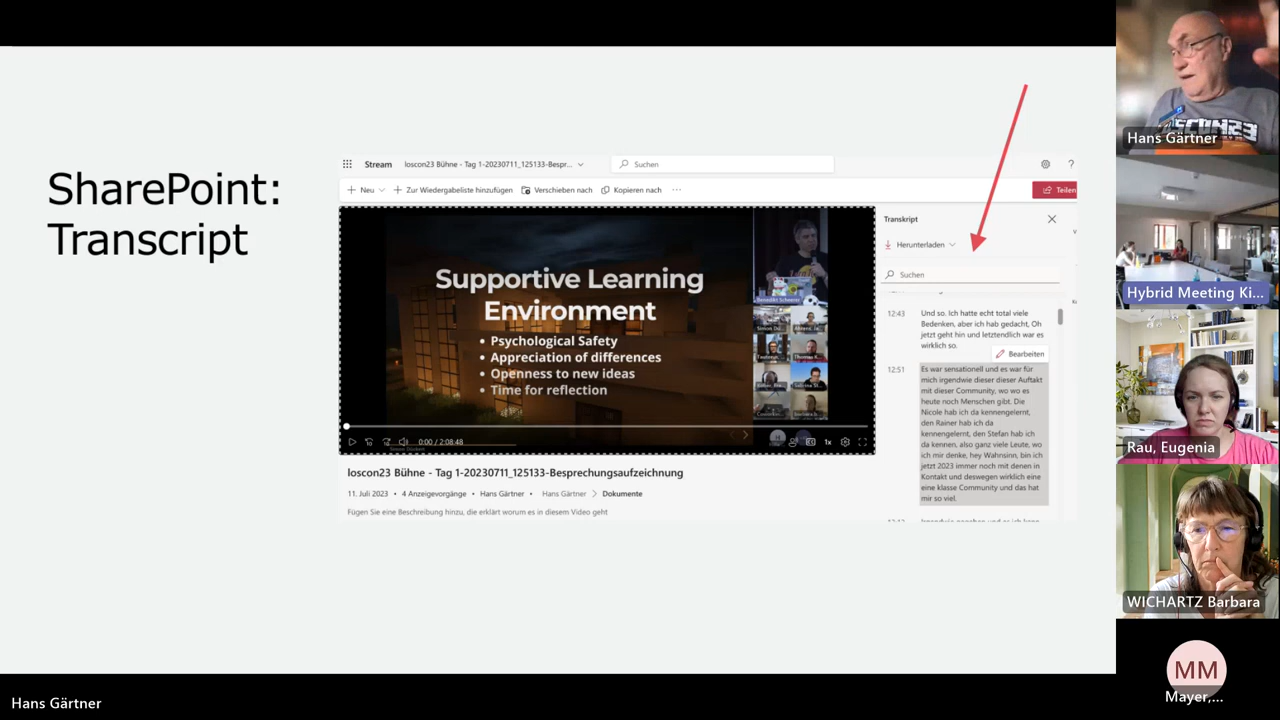 SharePoint:
Transcript
Stream
loscon23 Bühne - Tag 1-20230711_125133-Bespr...
Suchen
?
Neu
Zur Wiedergabeliste hinzufügen
Verschieben nach
Kopieren nach
...
Teilen
Supportive Learning
Environment
• Psychological Safety
• Appreciation of differences
• Openness to new ideas
• Time for reflection
Benedikt Scheerer
0:00 / 2:08:48
1x
loscon23 Bühne - Tag 1-20230711_125133-Besprechungsaufzeichnung
11. Juli 2023 • 4 Anzeigevorgänge • Hans Gärtner • Hans Gärtner > Dokumente
Fügen Sie eine Beschreibung hinzu, die erklärt worum es in diesem Video geht
Transkript
Herunterladen
Suchen
12:43
Und so. Ich hatte echt total viele
Bedenken, aber ich hab gedacht, Oh
jetzt geht hin und letztendlich war es
wirklich so.
Bearbeiten
12:51
Es war sensationell und es war für
mich irgendwie dieser dieser Auftakt
mit dieser Community, wo wo es
heute noch Menschen gibt. Die
Nicole hab ich da kennengelernt,
den Rainer hab ich da
kennengelernt, den Stefan hab ich da
kennen, also ganz viele Leute, wo
ich mir denke, hey Wahnsinn, bin ich
jetzt 2023 immer noch mit denen in
Kontakt und deswegen wirklich eine
eine klasse Community und das hat
mir so viel.
Hans Gärtner
Hybrid Meeting Ki...
Rau, Eugenia
WICHARTZ Barbara
MM
Mayer,...
Hans Gärtner